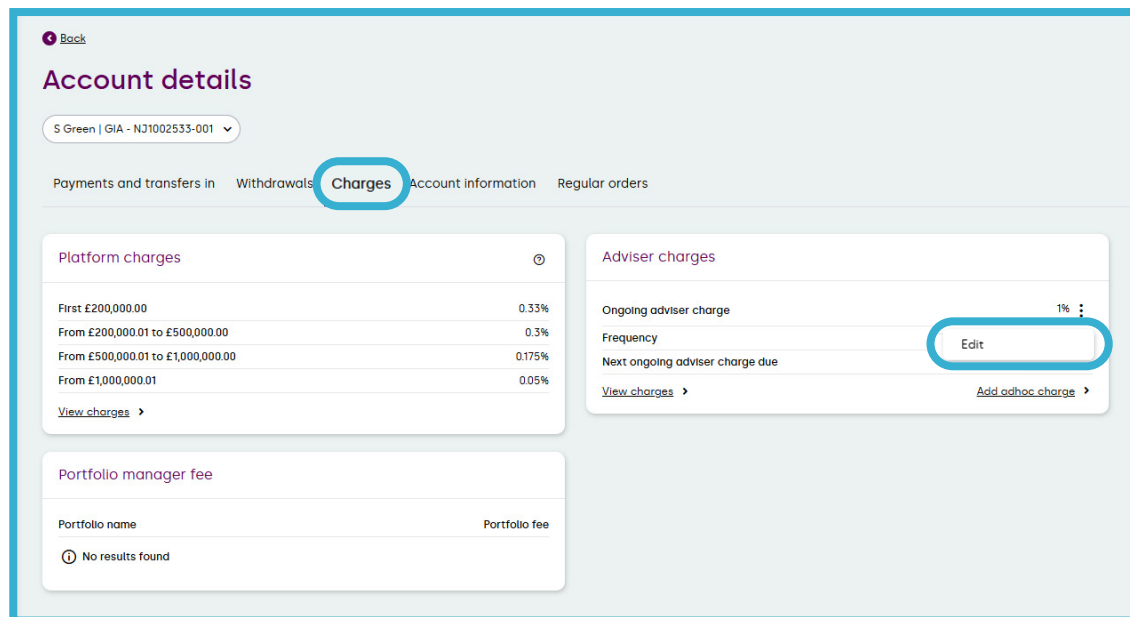 Back
Account details
S Green | GIA - NJ1002533-001
Payments and transfers in Withdrawals Charges Account information Regular orders
Platform charges
First £200,000.00 0.33%
From £200,000.01 to £500,000.00 0.3%
From £500,000.01 to £1,000,000.00 0.175%
From £1,000,000.01 0.05%
View charges
Adviser charges
Ongoing adviser charge 1%
Frequency
Edit
Next ongoing adviser charge due
View charges Add adhoc charge
Portfolio manager fee
Portfolio name Portfolio fee
No results found